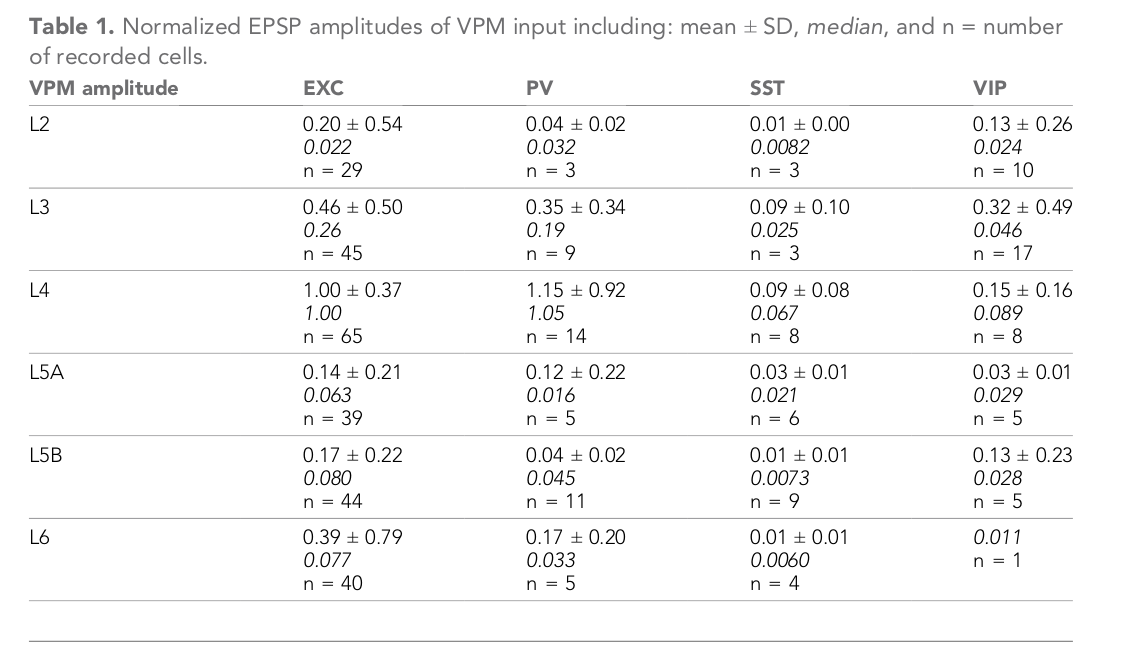 Table 1. Normalized EPSP amplitudes of VPM input including: mean ± SD, median, and n = number
of recorded cells.
VPM amplitude EXC PV SST VIP
L2 0.20 ± 0.54 0.04 ± 0.02 0.01 ± 0.00 0.13 ± 0.26
0.022 0.032 0.0082 0.024
n = 29 n = 3 n = 3 n = 10
L3 0.46 ± 0.50 0.35 ± 0.34 0.09 ± 0.10 0.32 ± 0.49
0.26 0.19 0.025 0.046
n = 45 n = 9 n = 3 n = 17
L4 1.00 ± 0.37 1.15 ± 0.92 0.09 ± 0.08 0.15 ± 0.16
1.00 1.05 0.067 0.089
n = 65 n = 14 n = 8 n = 8
L5A 0.14 ± 0.21 0.12 ± 0.22 0.03 ± 0.01 0.03 ± 0.01
0.063 0.016 0.021 0.029
n = 39 n = 5 n = 6 n = 5
L5B 0.17 ± 0.22 0.04 ± 0.02 0.01 ± 0.01 0.13 ± 0.23
0.080 0.045 0.0073 0.028
n = 44 n = 11 n = 9 n = 5
L6 0.39 ± 0.79 0.17 ± 0.20 0.01 ± 0.01 0.011
0.077 0.033 0.0060 n = 1
n = 40 n = 5 n = 4